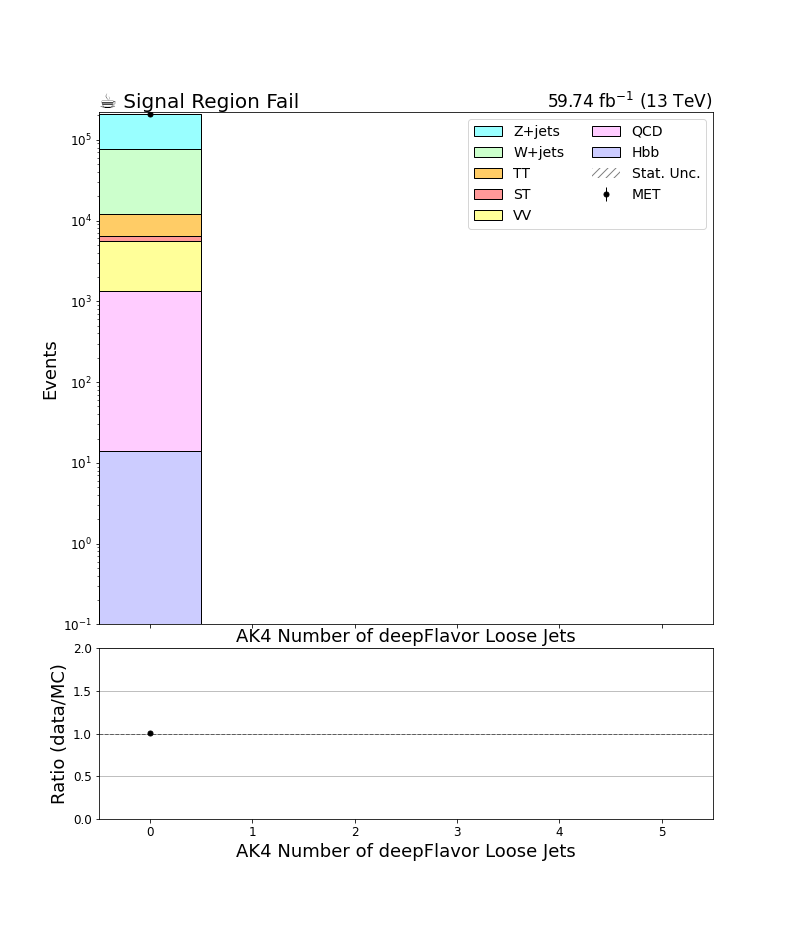 ☕ Signal Region Fail
59.74 fb⁻¹ (13 TeV)
Z+jets
W+jets
TT
ST
VV
QCD
Hbb
Stat. Unc.
MET
10⁵
10⁴
10³
10²
10¹
10⁰
10⁻¹
Events
AK4 Number of deepFlavor Loose Jets
2.0
1.5
1.0
0.5
0.0
Ratio (data/MC)
0 1 2 3 4 5
AK4 Number of deepFlavor Loose Jets